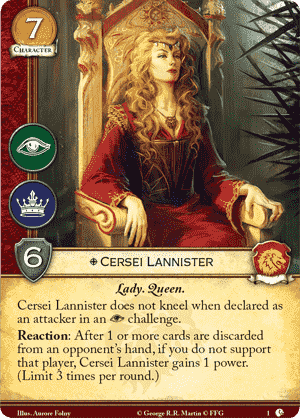 7
CHARACTER
6
CERSEI LANNISTER
Lady. Queen.
Cersei Lannister does not kneel when declared
as an attacker in an challenge.
Reaction: After 1 or more cards are discarded
from an opponent's hand, if you do not support
that player, Cersei Lannister gains 1 power.
(Limit 3 times per round.)
Illus. Aurore Folny © George R.R. Martin © FFG 1